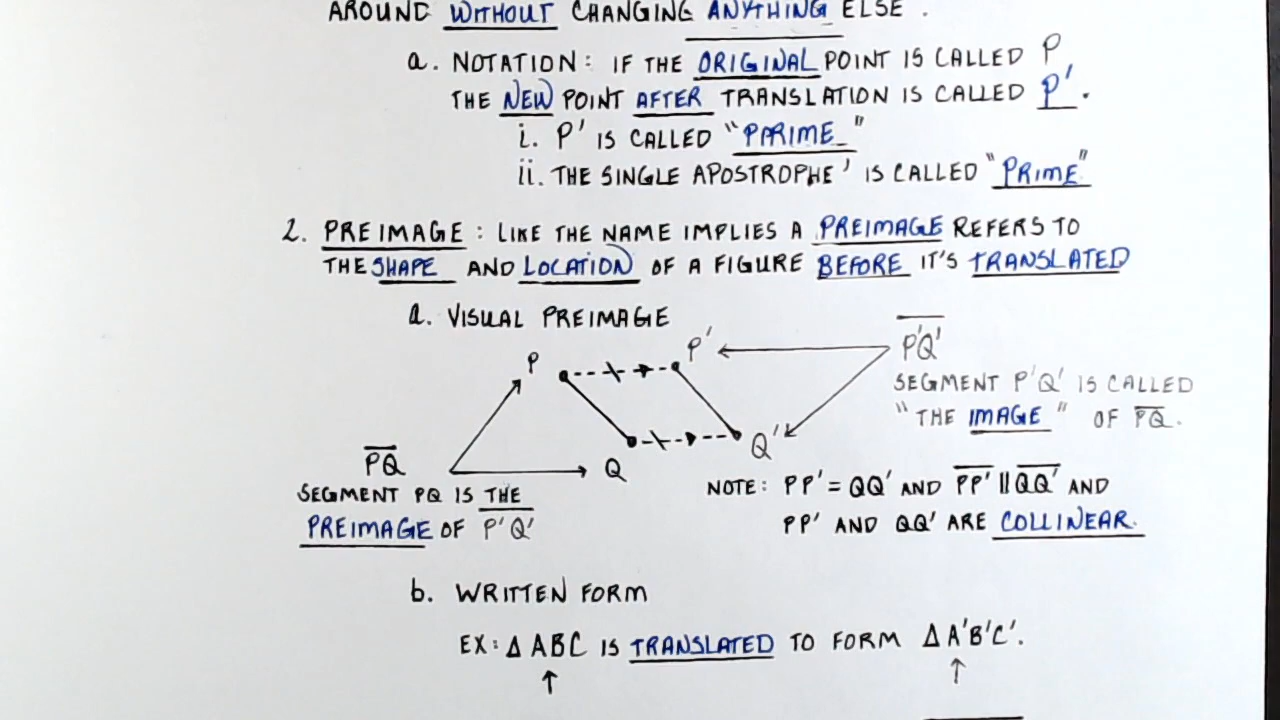 AROUND WITHOUT CHANGING ANYTHING ELSE.
a. NOTATION: IF THE ORIGINAL POINT IS CALLED P
THE NEW POINT AFTER TRANSLATION IS CALLED P'.
i. P' IS CALLED "PPRIME"
ii. THE SINGLE APOSTROPHE ' IS CALLED "PRIME"
2. PREIMAGE: LIKE THE NAME IMPLIES A PREIMAGE REFERS TO
THE SHAPE AND LOCATION OF A FIGURE BEFORE IT'S TRANSLATED
a. VISUAL PREIMAGE
P P' P'Q'
SEGMENT P'Q' IS CALLED
"THE IMAGE" OF PQ.
PQ Q Q'
SEGMENT PQ IS THE
PREIMAGE OF P'Q'
NOTE: PP' = QQ' AND PP' || QQ' AND
PP' AND QQ' ARE COLLINEAR.
b. WRITTEN FORM
EX: Δ ABC IS TRANSLATED TO FORM Δ A'B'C'.